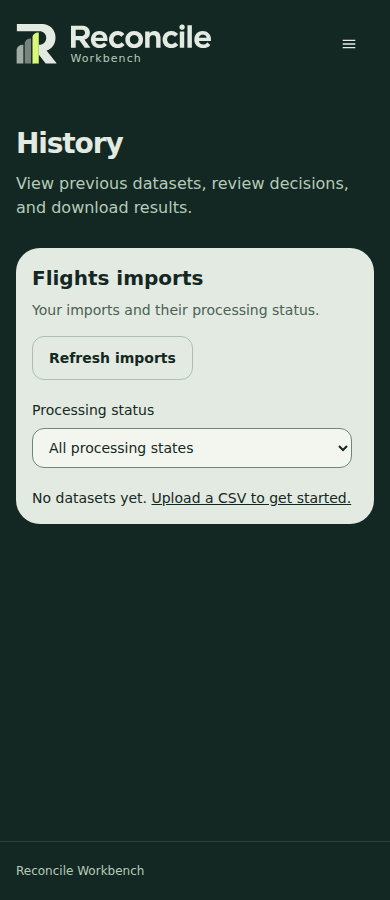 Reconcile
Workbench
History
View previous datasets, review decisions,
and download results.
Flights imports
Your imports and their processing status.
Refresh imports
Processing status
All processing states
No datasets yet. Upload a CSV to get started.
Reconcile Workbench